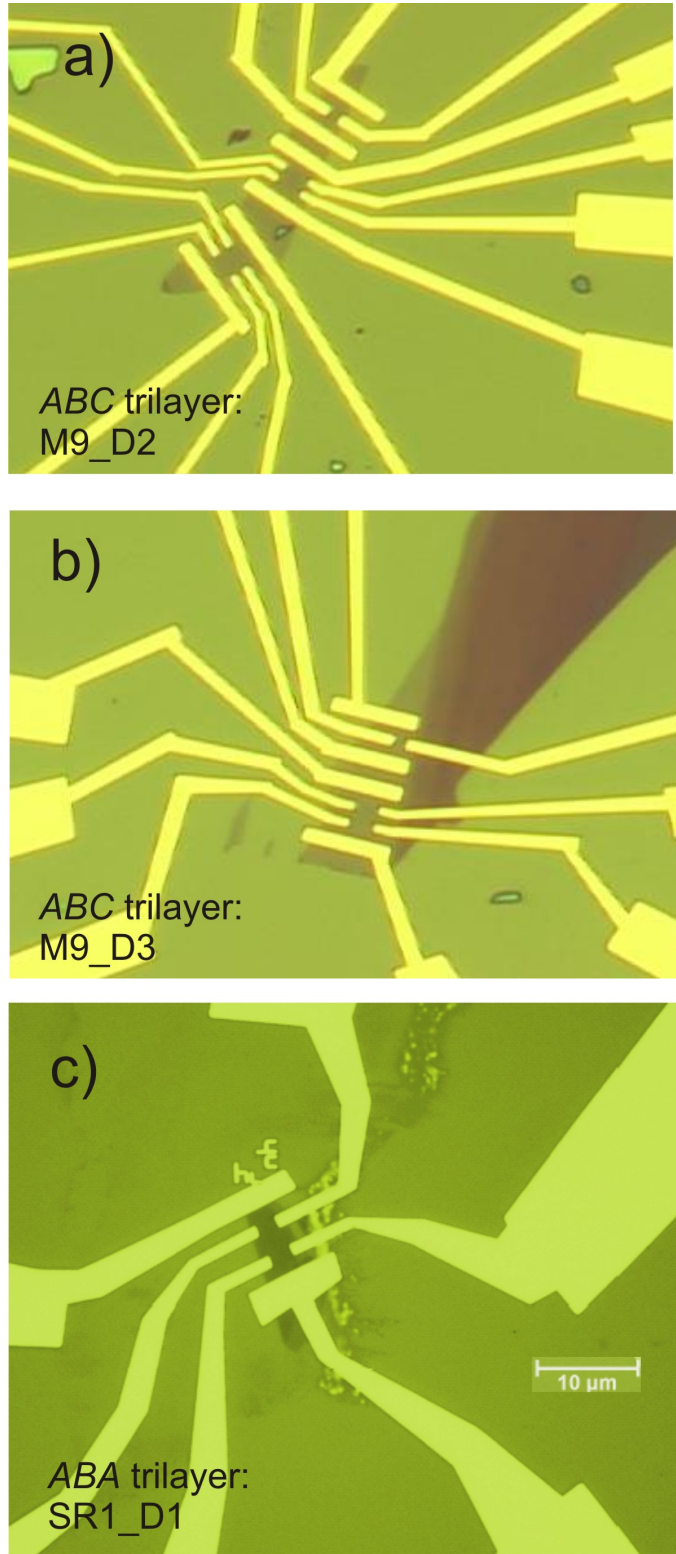 a)
ABC trilayer:
M9_D2
b)
ABC trilayer:
M9_D3
c)
10 µm
ABA trilayer:
SR1_D1